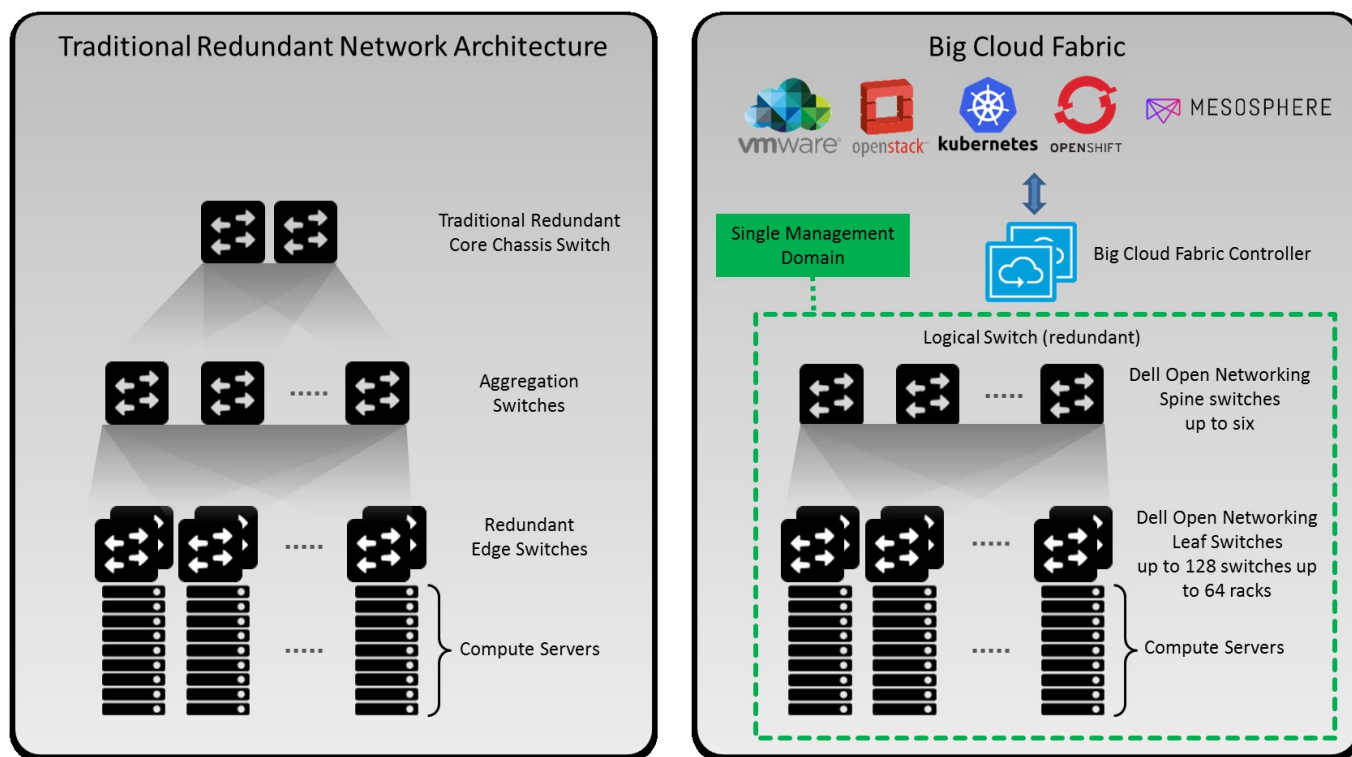 Traditional Redundant Network Architecture
Traditional Redundant
Core Chassis Switch
Aggregation
Switches
Redundant
Edge Switches
Compute Servers
Big Cloud Fabric
vmware®
openstack™
kubernetes
OPENSHIFT
MESOSPHERE
Single Management
Domain
Big Cloud Fabric Controller
Logical Switch (redundant)
Dell Open Networking
Spine switches
up to six
Dell Open Networking
Leaf Switches
up to 128 switches up
to 64 racks
Compute Servers